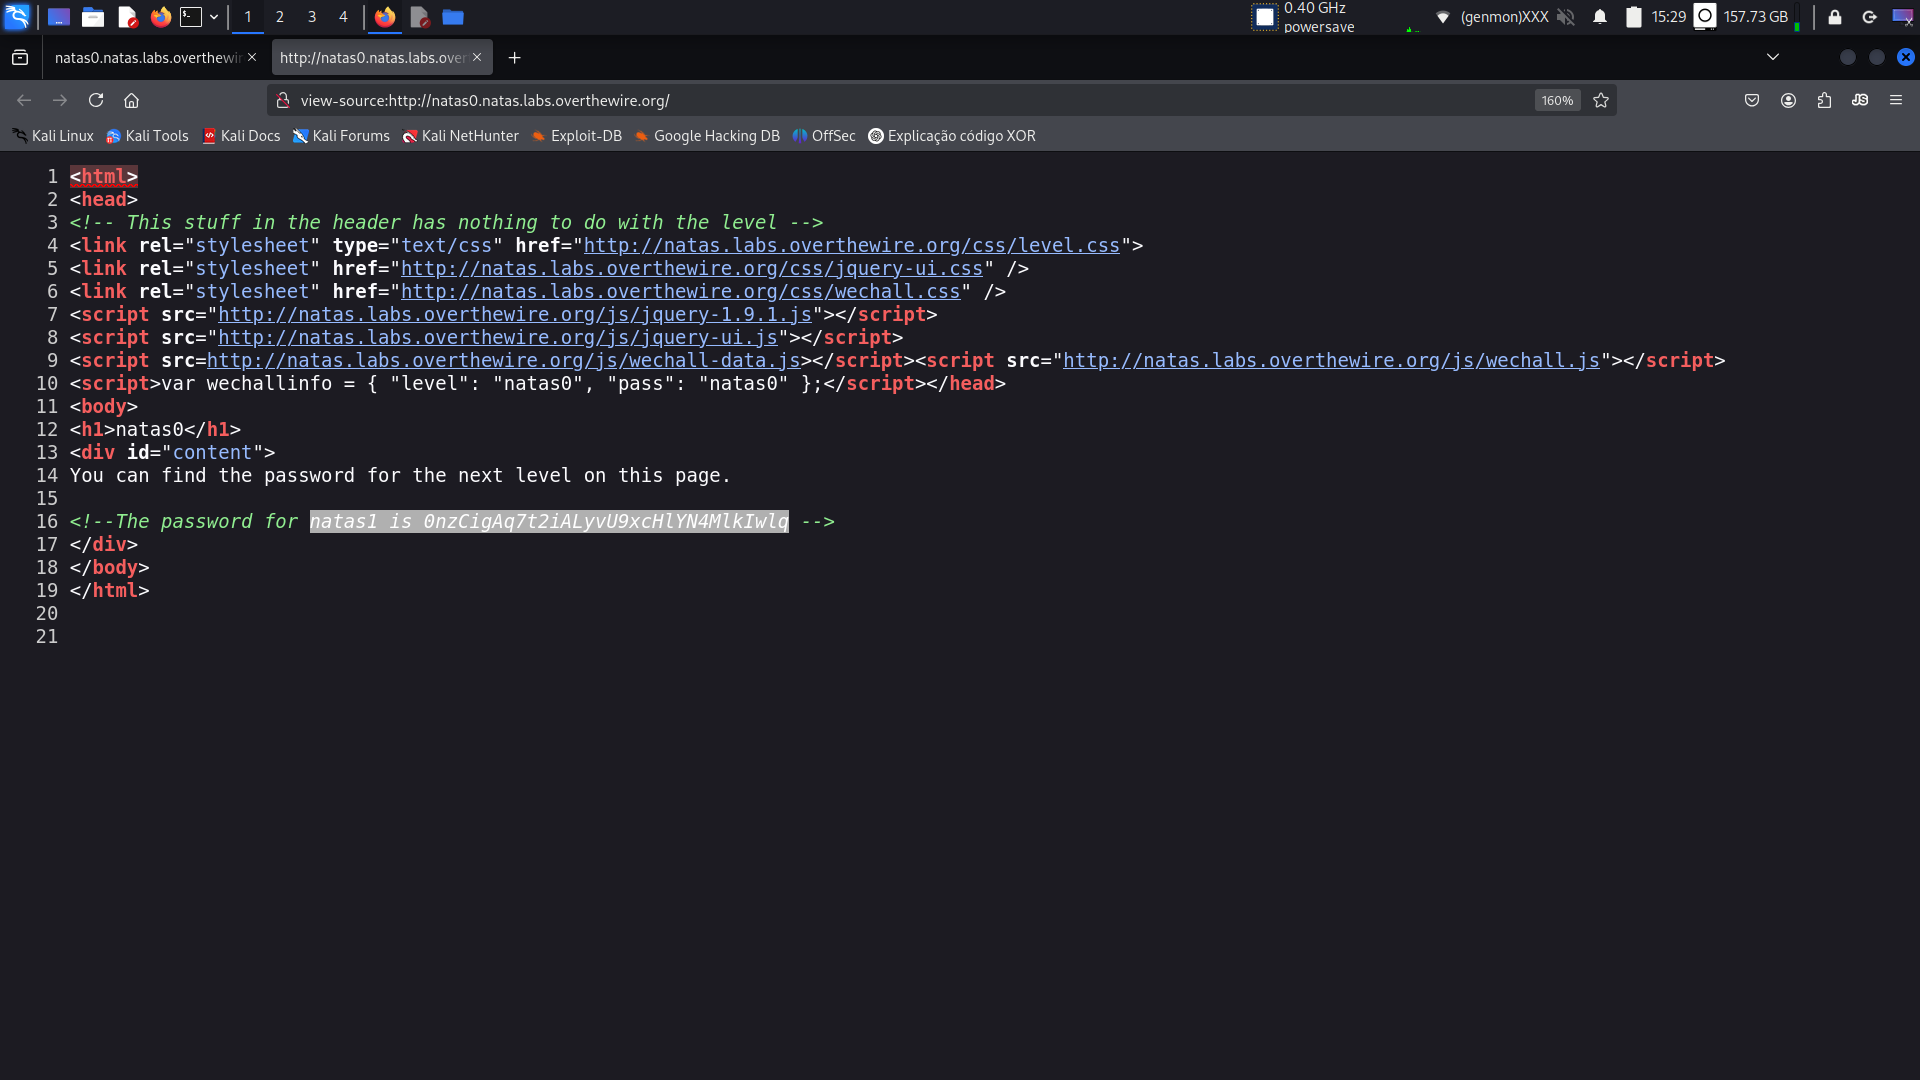 1 2 3 4 0.40 GHz (genmon)XXX 15:29 157.73 GB
powersave
natas0.natas.labs.overthewir http://natas0.natas.labs.over
view-source:http://natas0.natas.labs.overthewire.org/ 160%
Kali Linux Kali Tools Kali Docs Kali Forums Kali NetHunter Exploit-DB Google Hacking DB OffSec Explicação código XOR
1 <html>
2 <head>
3 <!-- This stuff in the header has nothing to do with the level -->
4 <link rel="stylesheet" type="text/css" href="http://natas.labs.overthewire.org/css/level.css">
5 <link rel="stylesheet" href="http://natas.labs.overthewire.org/css/jquery-ui.css" />
6 <link rel="stylesheet" href="http://natas.labs.overthewire.org/css/wechall.css" />
7 <script src="http://natas.labs.overthewire.org/js/jquery-1.9.1.js"></script>
8 <script src="http://natas.labs.overthewire.org/js/jquery-ui.js"></script>
9 <script src=http://natas.labs.overthewire.org/js/wechall-data.js></script><script src="http://natas.labs.overthewire.org/js/wechall.js"></script>
10 <script>var wechallinfo = { "level": "natas0", "pass": "natas0" };</script></head>
11 <body>
12 <h1>natas0</h1>
13 <div id="content">
14 You can find the password for the next level on this page.
15
16 <!--The password for natas1 is 0nzCigAq7t2iALyvU9xcHlYN4MlkIwlq -->
17 </div>
18 </body>
19 </html>
20
21